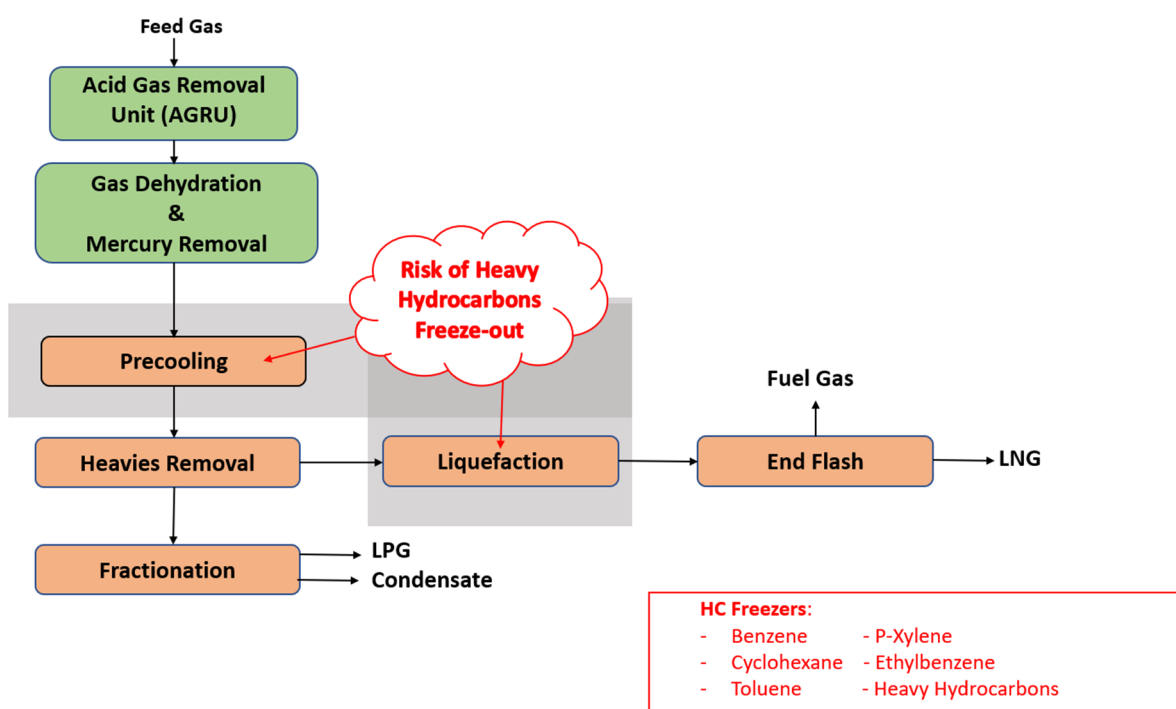 Feed Gas
Acid Gas Removal
Unit (AGRU)
Gas Dehydration
&
Mercury Removal
Risk of Heavy
Hydrocarbons
Freeze-out
Precooling
Fuel Gas
Heavies Removal
Liquefaction
End Flash
LNG
Fractionation
LPG
Condensate
HC Freezers:
- Benzene - P-Xylene
- Cyclohexane - Ethylbenzene
- Toluene - Heavy Hydrocarbons